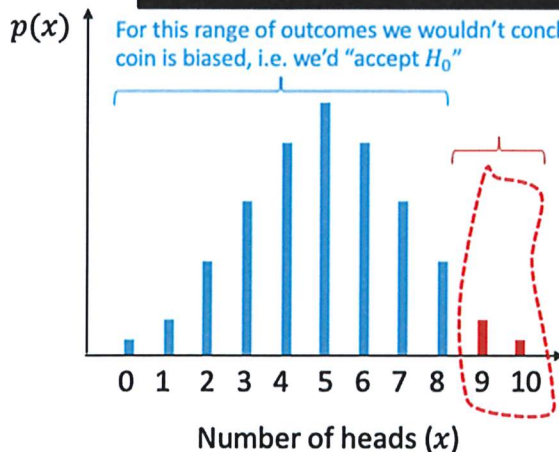 p(x)
For this range of outcomes we wouldn't
coin is biased, i.e. we'd “accept H₀”
0 1 2 3 4 5 6 7 8 9 10
Number of heads (x)